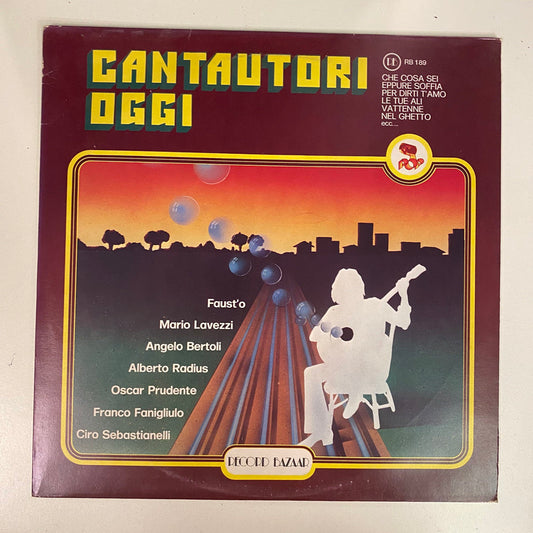 CANTAUTORI
OGGI
RB 189
CHE COSA SEI
EPPURE SOFFIA
PER DIRTI T'AMO
LE TUE ALI
VATTENNE
NEL GHETTO
ecc....
POP
Faust'o
Mario Lavezzi
Angelo Bertoli
Alberto Radius
Oscar Prudente
Franco Fanigliulo
Ciro Sebastianelli
RECORD BAZAAR